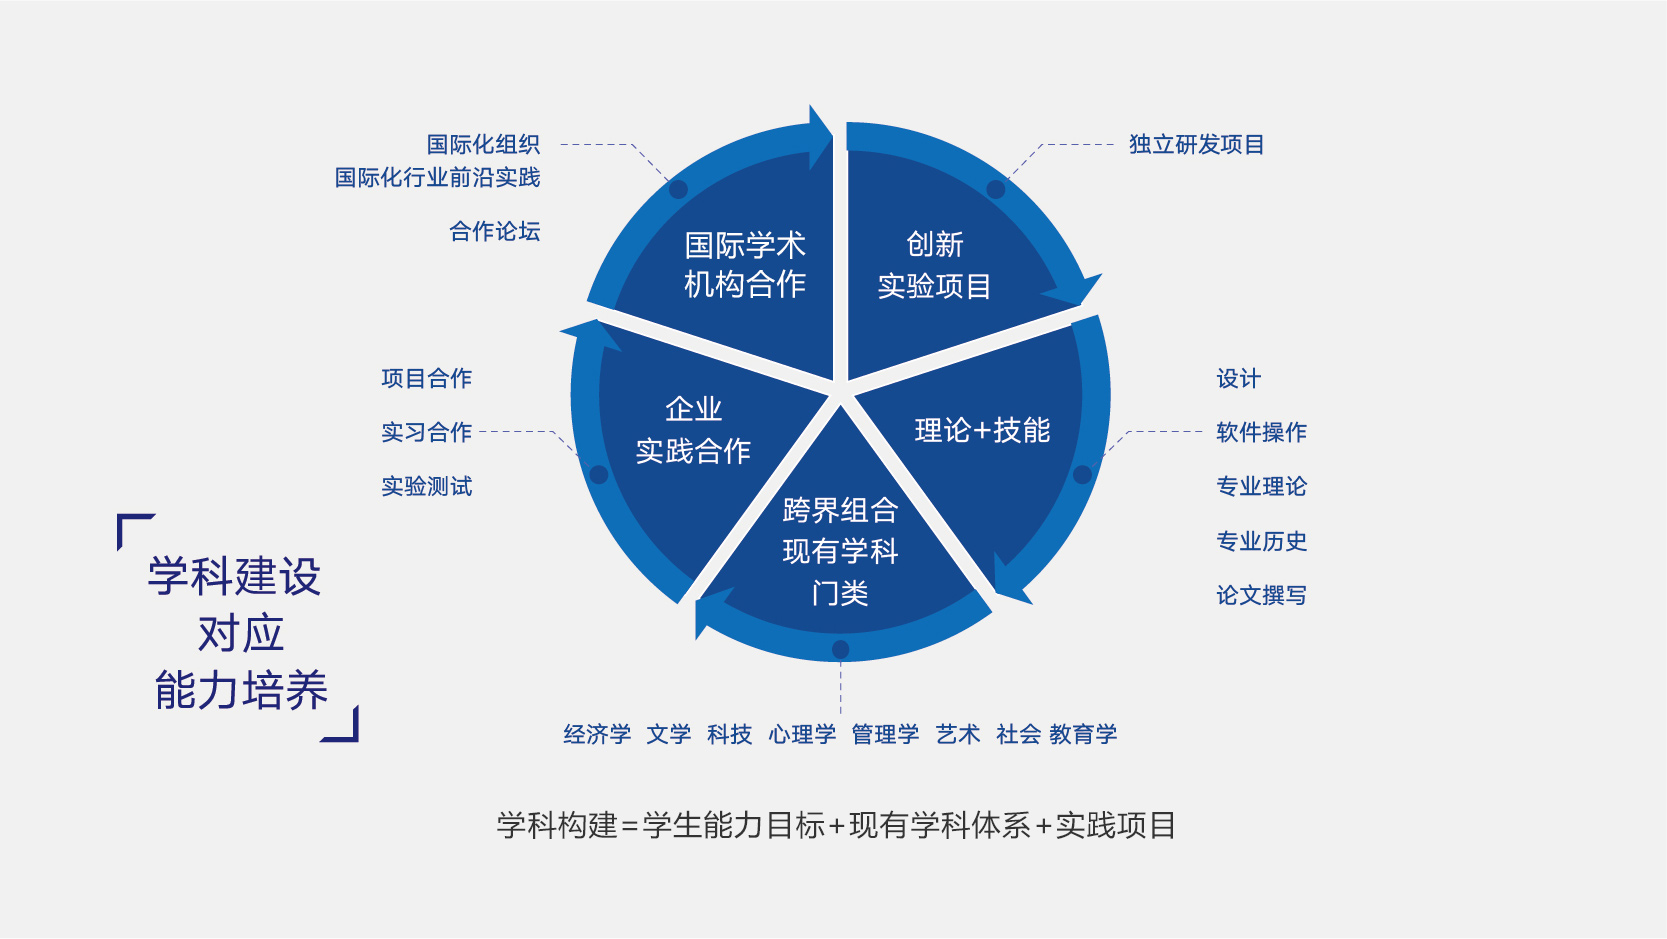 国际化组织
国际化行业前沿实践
合作论坛
独立研发项目
国际学术
机构合作
创新
实验项目
项目合作
实习合作
实验测试
企业
实践合作
理论+技能
设计
软件操作
专业理论
专业历史
论文撰写
跨界组合
现有学科
门类
学科建设
对应
能力培养
经济学 文学 科技 心理学 管理学 艺术 社会 教育学
学科构建=学生能力目标+现有学科体系+实践项目